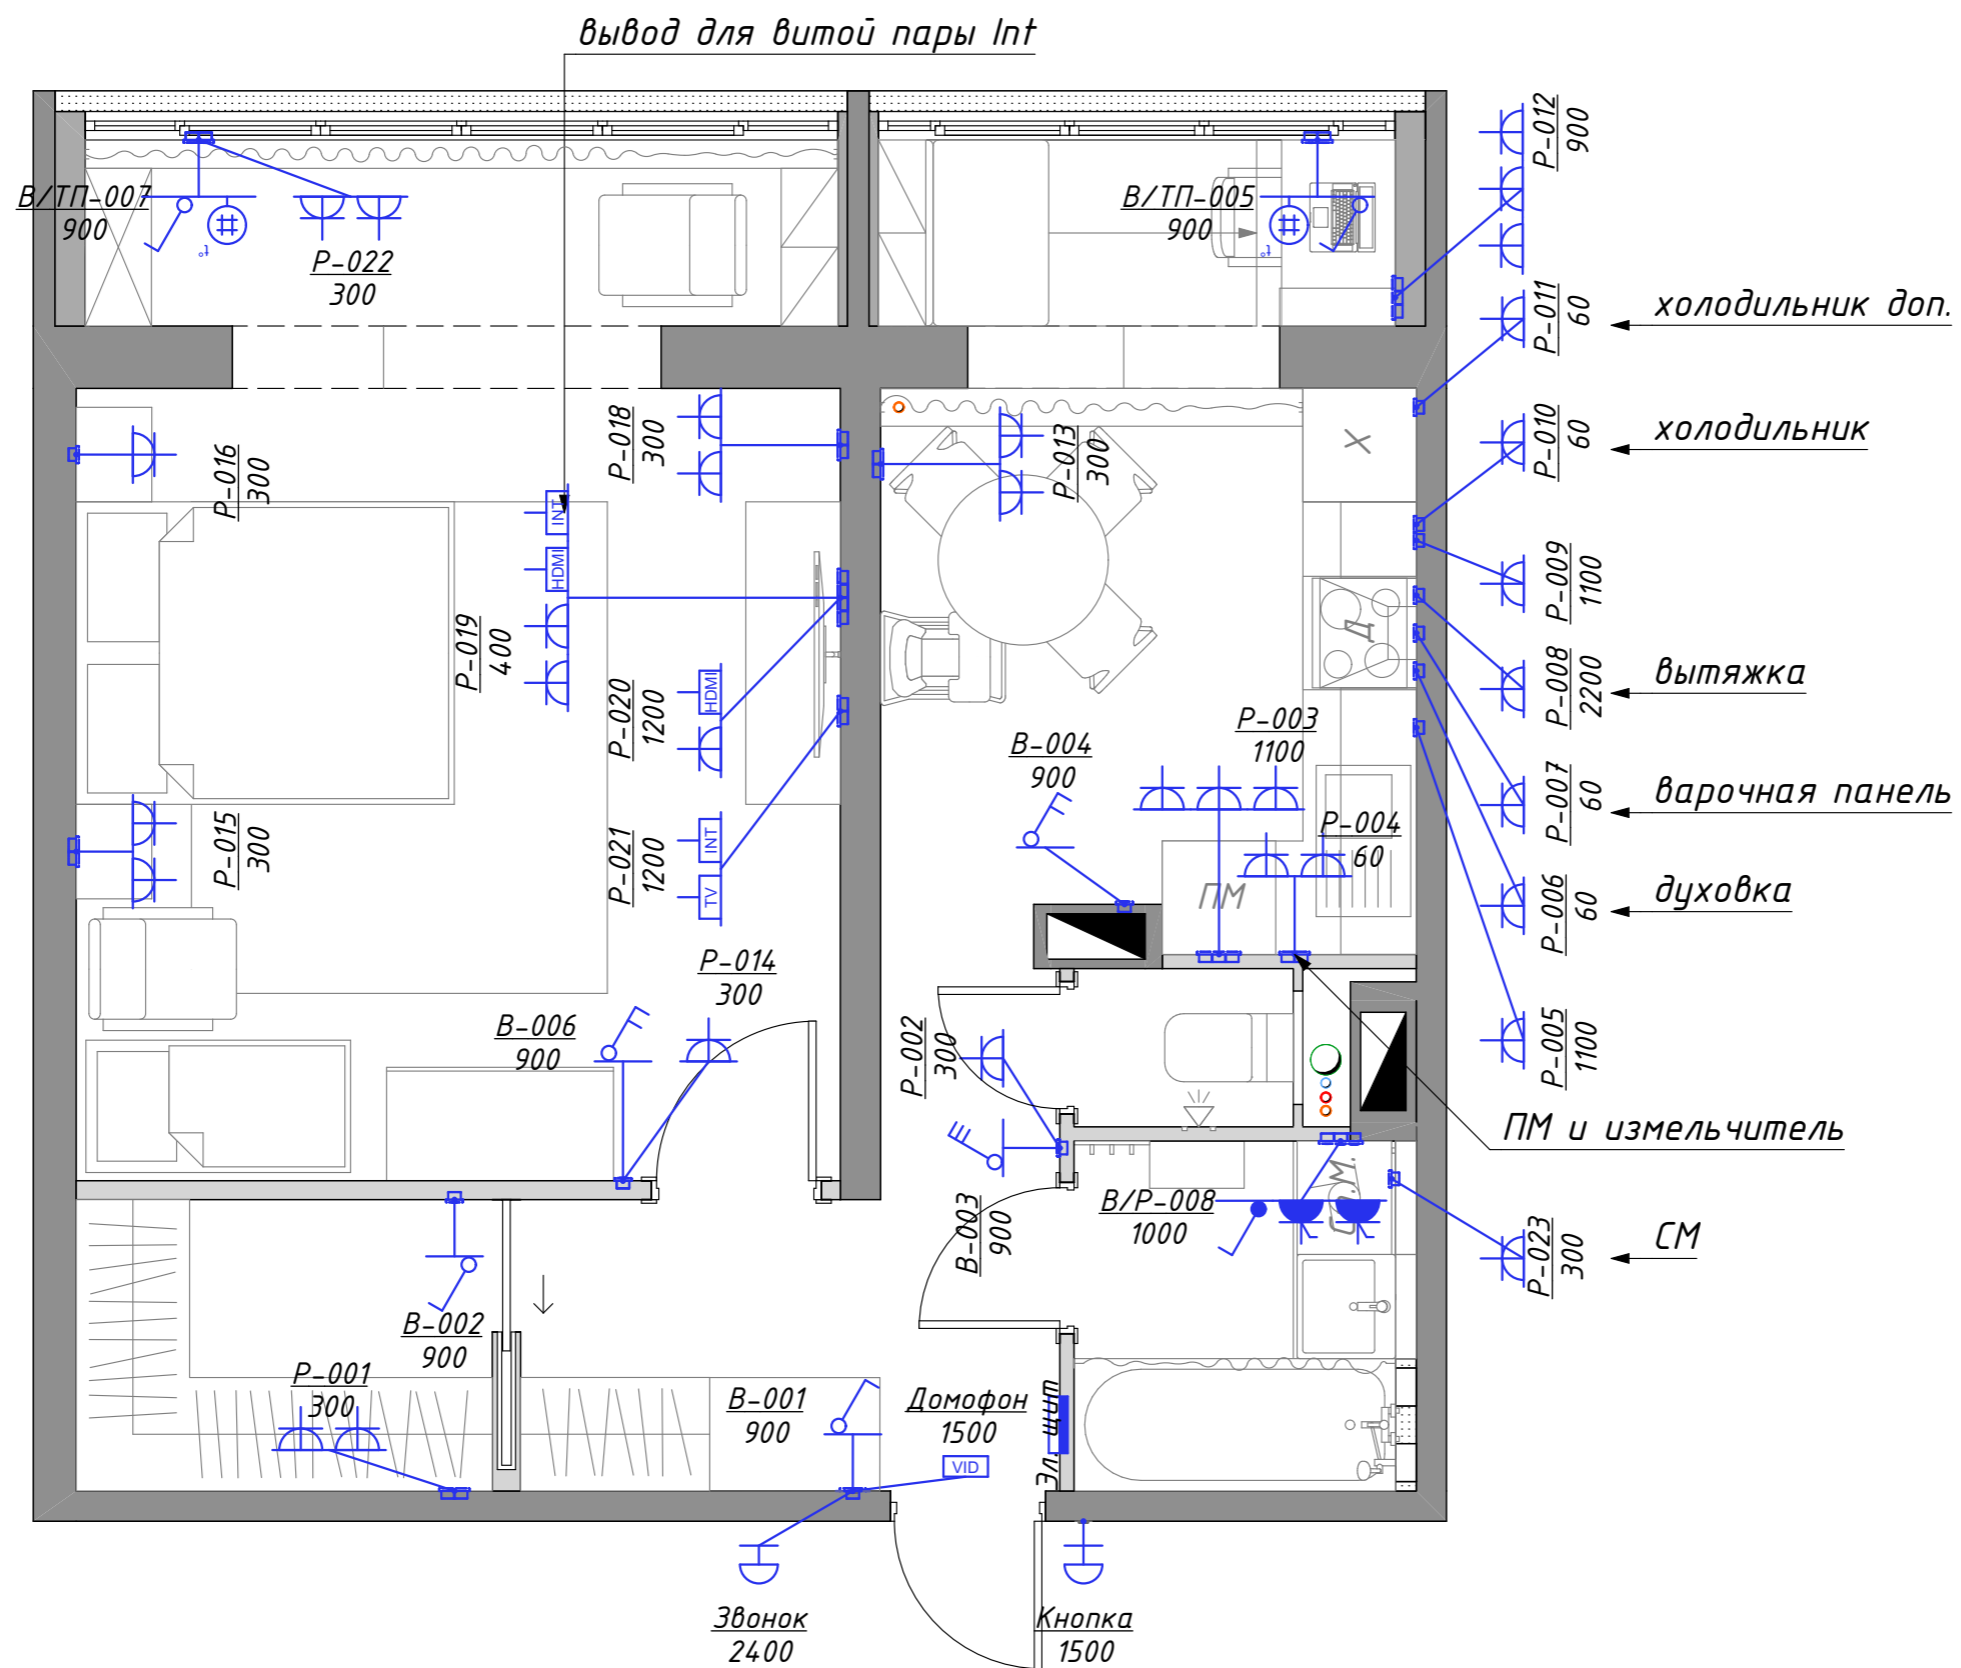 вывод для витой пары Int
В/ТП-007
900
Р-022
300
В/ТП-005
900
Р-012
900
Р-011
60
холодильник доп.
Р-010
60
холодильник
Р-009
1100
Р-008
2200
вытяжка
Р-007
60
варочная панель
Р-006
60
духовка
Р-005
1100
ПМ и измельчитель
Р-023
300
СМ
Р-016
300
Р-018
300
Р-013
300
X
INT
HDMI
Р-019
400
Р-020
1200
HDMI
Р-021
1200
INT
TV
Р-015
300
Д
В-004
900
Р-003
1100
Р-004
60
ПМ
Р-014
300
В-006
900
Р-002
300
В-003
900
В/Р-008
1000
В-002
900
Р-001
300
В-001
900
Домофон
1500
VID
Эл. щит
Звонок
2400
Кнопка
1500